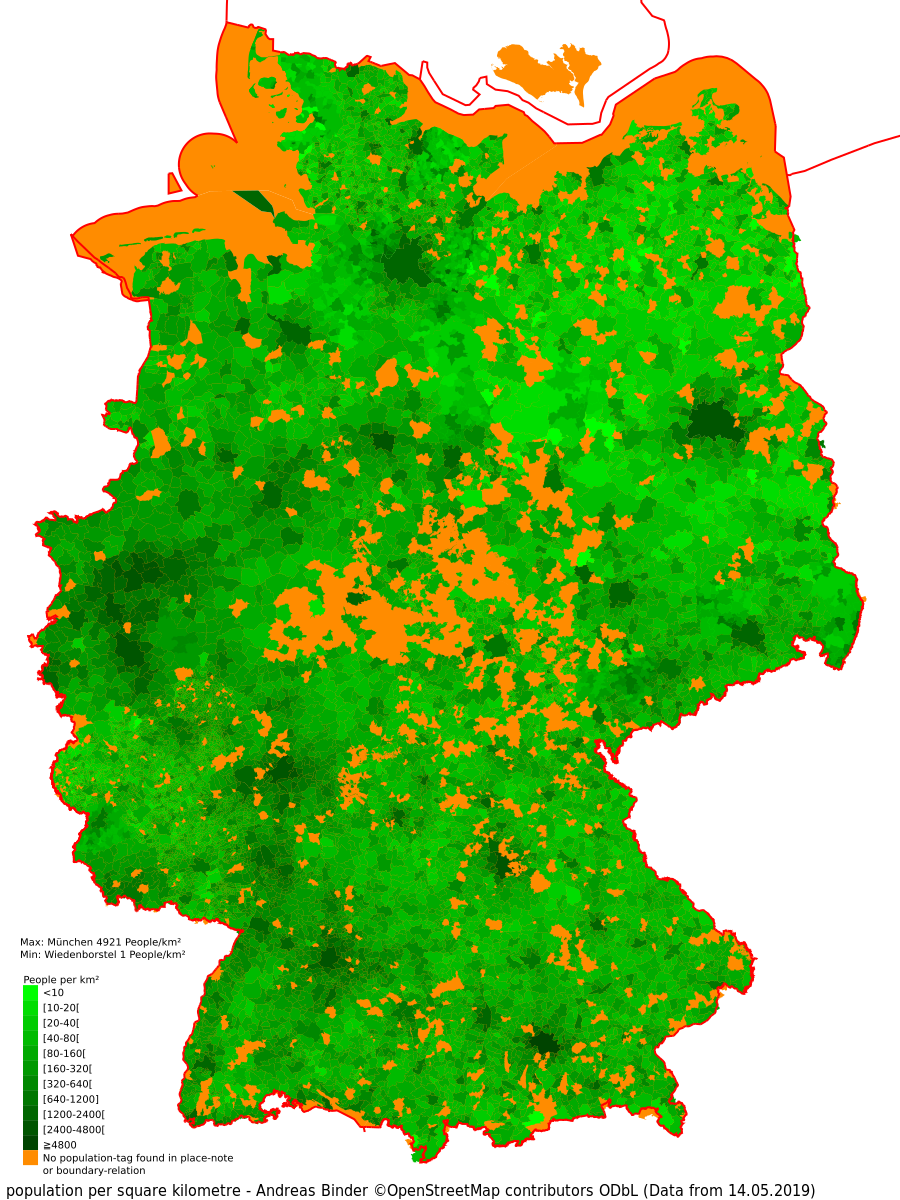 Max: München 4921 People/km²
Min: Wiedenborstel 1 People/km²
People per km²
<10
[10-20[
[20-40[
[40-80[
[80-160[
[160-320[
[320-640[
[640-1200]
[1200-2400[
[2400-4800[
≧4800
No population-tag found in place-note
or boundary-relation
population per square kilometre - Andreas Binder ©OpenStreetMap contributors ODbL (Data from 14.05.2019)